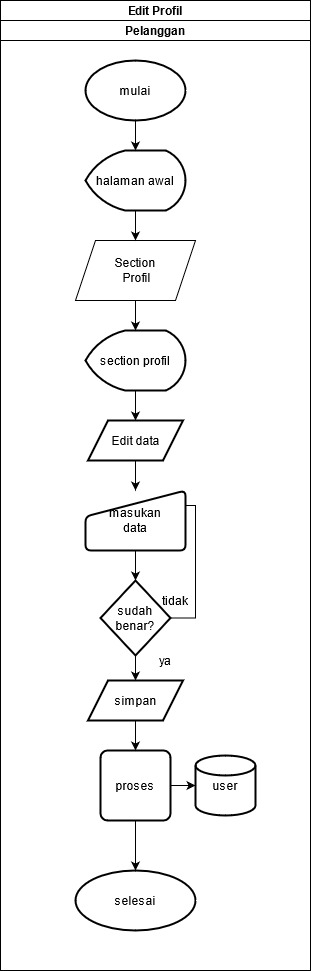 Edit Profil
Pelanggan
mulai
halaman awal
Section
Profil
section profil
Edit data
masukan
data
tidak
sudah
benar?
ya
simpan
proses
user
selesai